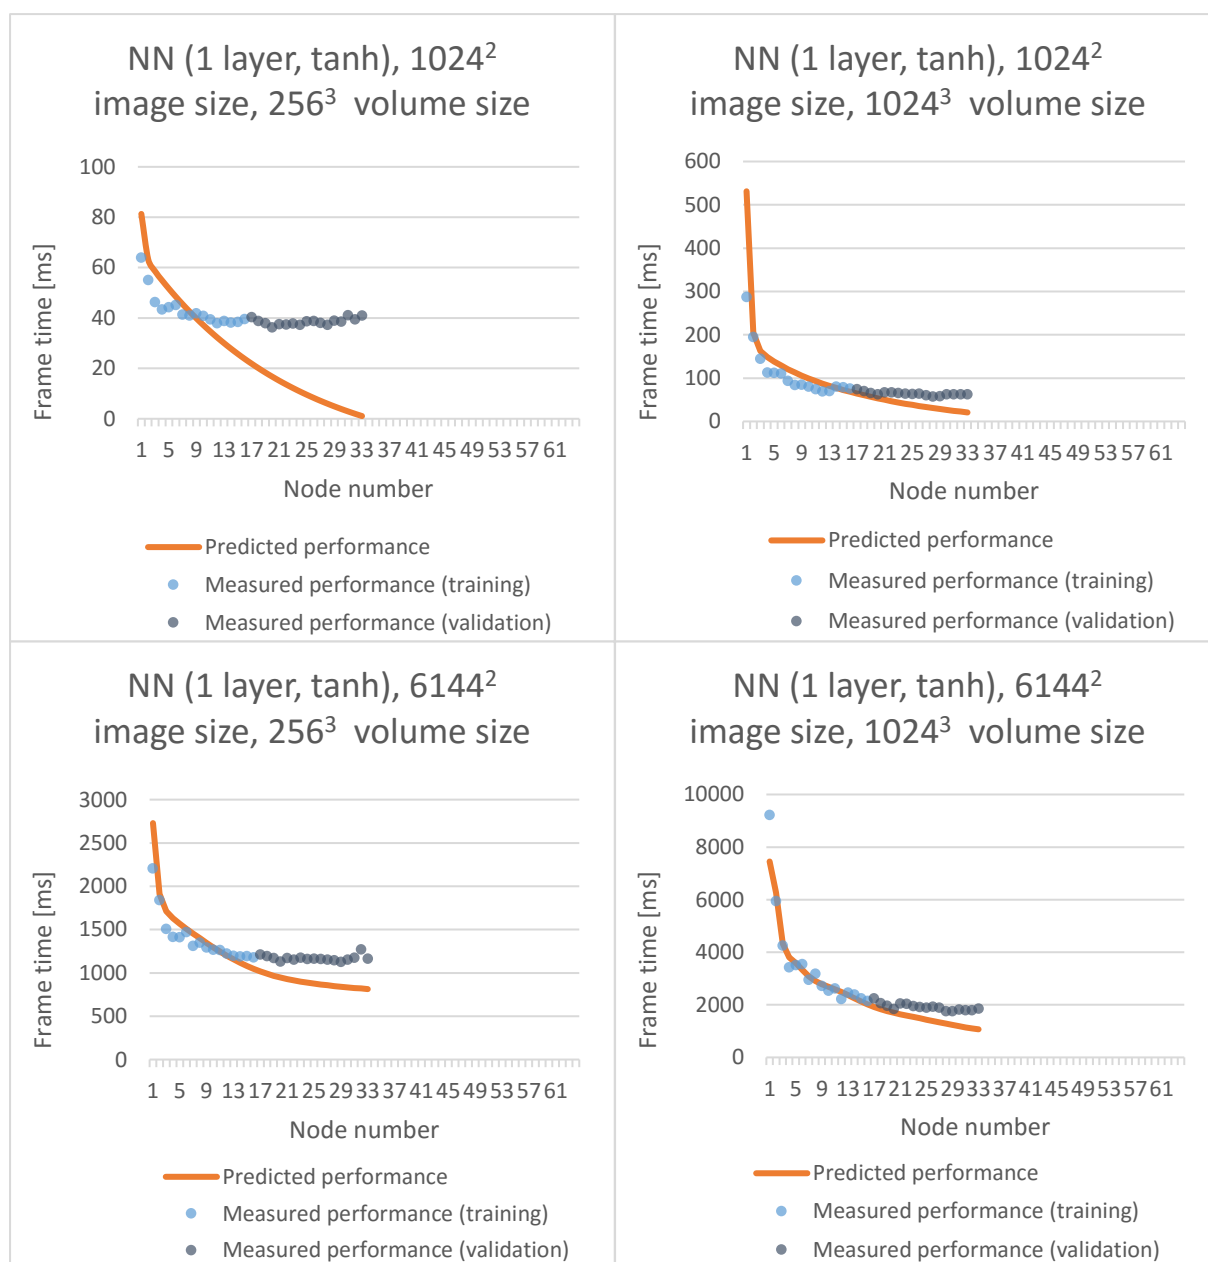 NN (1 layer, tanh), 1024²
image size, 256³ volume size
100
80
60
40
20
0
Frame time [ms]
1 5 9 13 17 21 25 29 33 37 41 45 49 53 57 61
Node number
Predicted performance
Measured performance (training)
Measured performance (validation)
NN (1 layer, tanh), 1024²
image size, 1024³ volume size
600
500
400
300
200
100
0
Frame time [ms]
1 5 9 13 17 21 25 29 33 37 41 45 49 53 57 61
Node number
Predicted performance
Measured performance (training)
Measured performance (validation)
NN (1 layer, tanh), 6144²
image size, 256³ volume size
3000
2500
2000
1500
1000
500
0
Frame time [ms]
1 5 9 13 17 21 25 29 33 37 41 45 49 53 57 61
Node number
Predicted performance
Measured performance (training)
Measured performance (validation)
NN (1 layer, tanh), 6144²
image size, 1024³ volume size
10000
8000
6000
4000
2000
0
Frame time [ms]
1 5 9 13 17 21 25 29 33 37 41 45 49 53 57 61
Node number
Predicted performance
Measured performance (training)
Measured performance (validation)